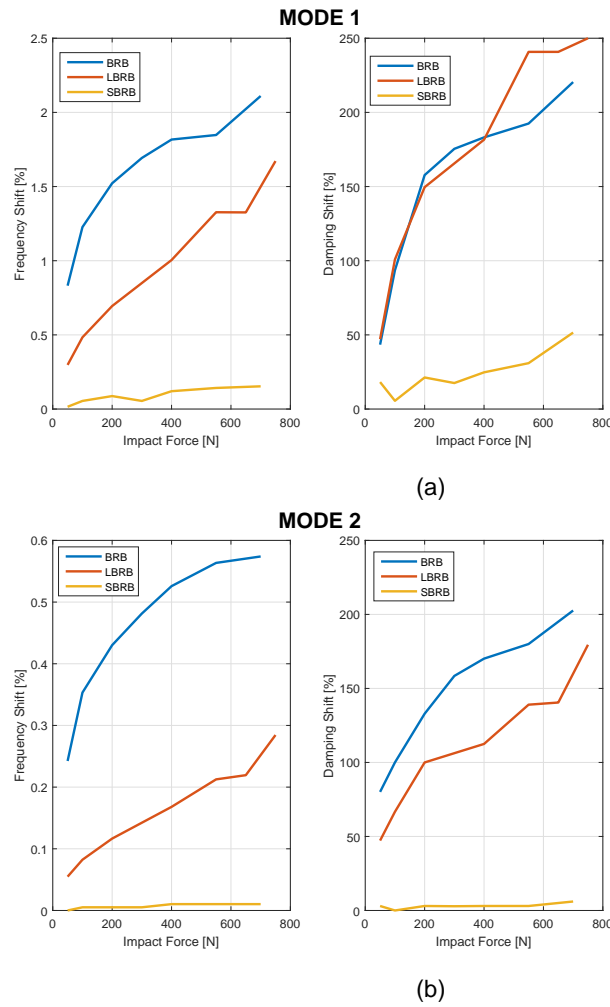 MODE 1
2.5
2
1.5
1
0.5
0
Frequency Shift [%]
BRB
LBRB
SBRB
0 200 400 600 800
Impact Force [N]
250
200
150
100
50
0
Damping Shift [%]
BRB
LBRB
SBRB
0 200 400 600 800
Impact Force [N]
(a)
MODE 2
0.6
0.5
0.4
0.3
0.2
0.1
0
Frequency Shift [%]
BRB
LBRB
SBRB
0 200 400 600 800
Impact Force [N]
250
200
150
100
50
0
Damping Shift [%]
BRB
LBRB
SBRB
0 200 400 600 800
Impact Force [N]
(b)